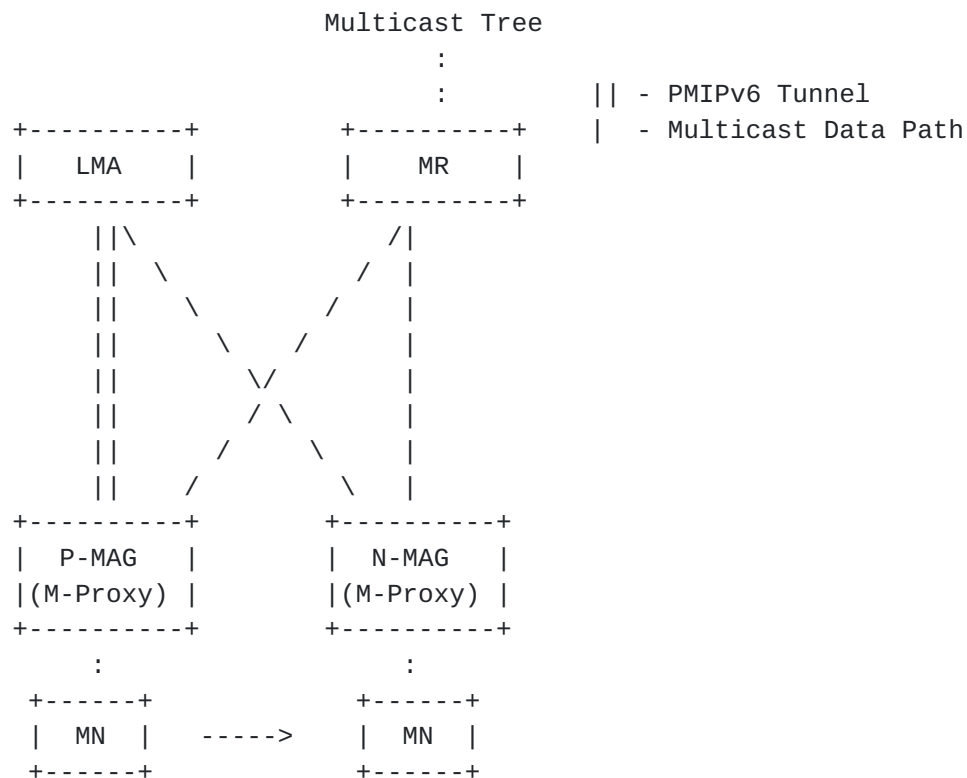 Multicast Tree
|| - PMIPv6 Tunnel
| - Multicast Data Path
LMA MR
P-MAG N-MAG
(M-Proxy) (M-Proxy)
MN -----> MN